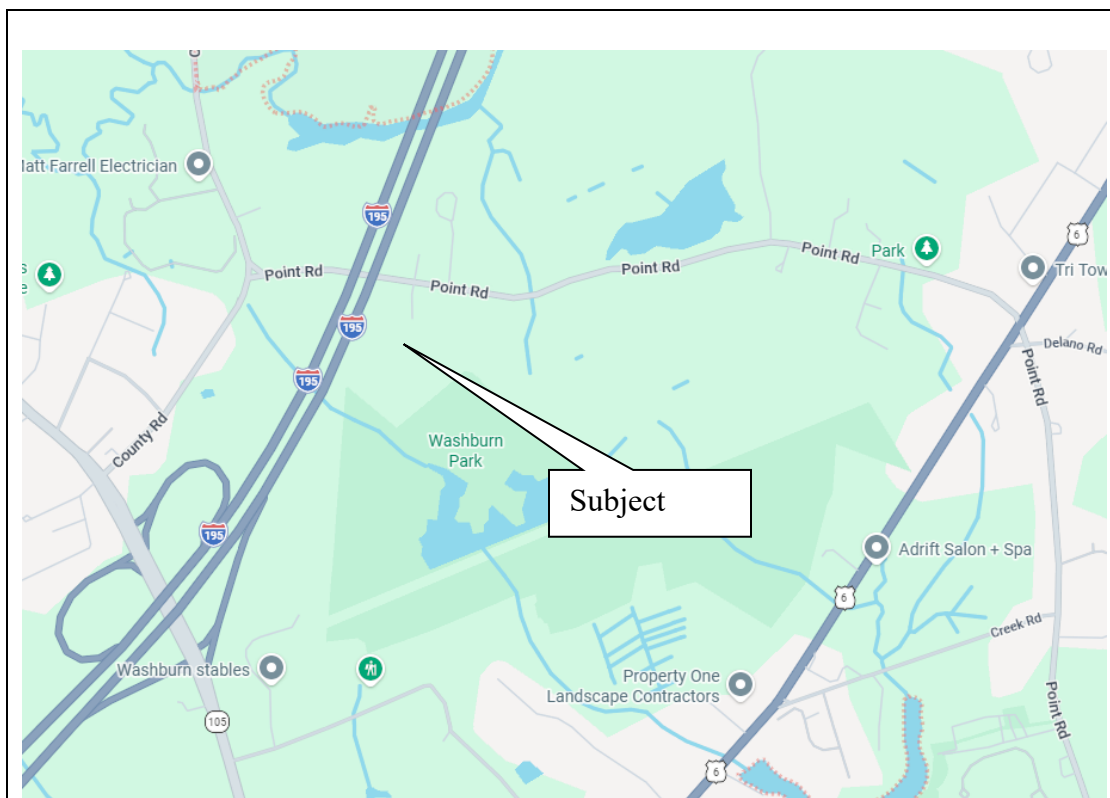 Matt Farrell Electrician
195
Point Rd
Point Rd
Point Rd
Point Rd
Park
6
Tri Tow
195
Delano Rd
Point Rd
195
County Rd
Washburn
Park
Subject
195
Adrift Salon + Spa
6
Creek Rd
Washburn stables
Property One
Landscape Contractors
Point Rd
105
6